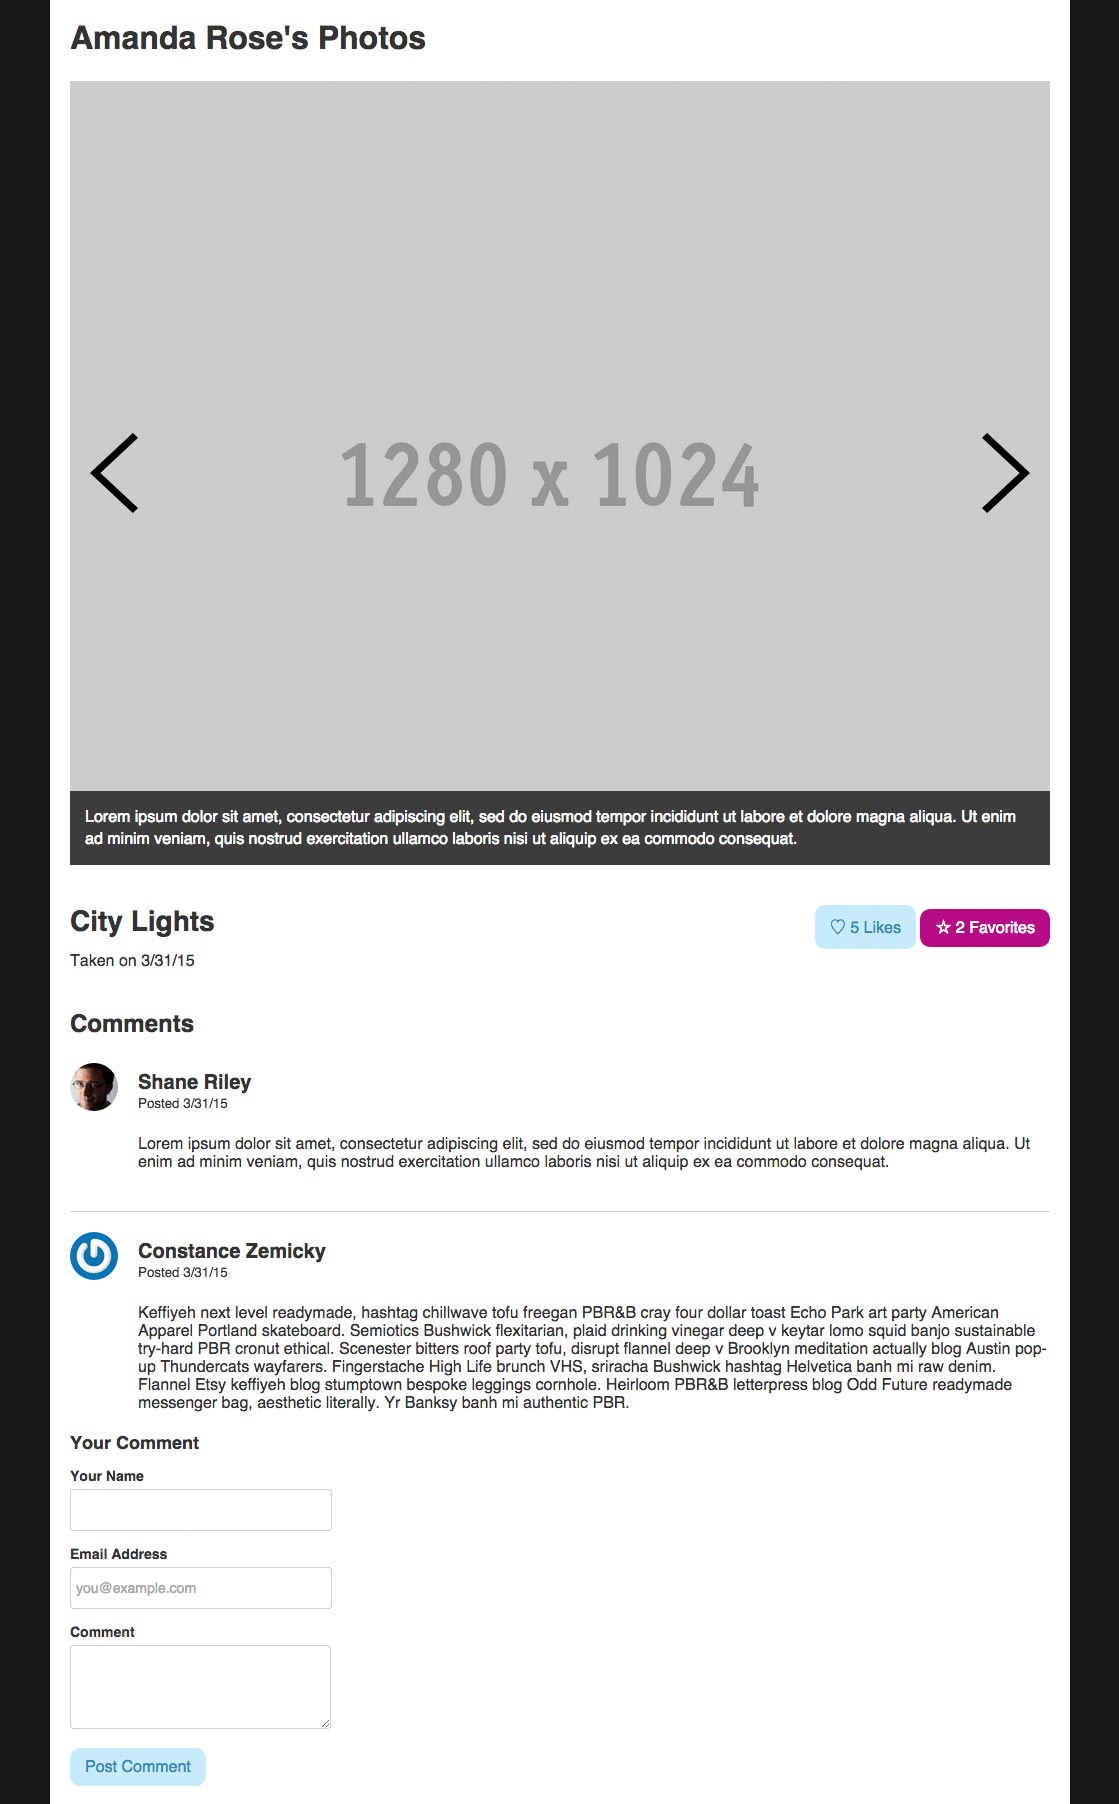 Amanda Rose's Photos
1280 x 1024
Lorem ipsum dolor sit amet, consectetur adipiscing elit, sed do eiusmod tempor incididunt ut labore et dolore magna aliqua. Ut enim
ad minim veniam, quis nostrud exercitation ullamco laboris nisi ut aliquip ex ea commodo consequat.
City Lights
♡ 5 Likes
☆ 2 Favorites
Taken on 3/31/15
Comments
Shane Riley
Posted 3/31/15
Lorem ipsum dolor sit amet, consectetur adipiscing elit, sed do eiusmod tempor incididunt ut labore et dolore magna aliqua. Ut
enim ad minim veniam, quis nostrud exercitation ullamco laboris nisi ut aliquip ex ea commodo consequat.
Constance Zemicky
Posted 3/31/15
Keffiyeh next level readymade, hashtag chillwave tofu freegan PBR&B cray four dollar toast Echo Park art party American
Apparel Portland skateboard. Semiotics Bushwick flexitarian, plaid drinking vinegar deep v keytar lomo squid banjo sustainable
try-hard PBR cronut ethical. Scenester bitters roof party tofu, disrupt flannel deep v Brooklyn meditation actually blog Austin pop-
up Thundercats wayfarers. Fingerstache High Life brunch VHS, sriracha Bushwick hashtag Helvetica banh mi raw denim.
Flannel Etsy keffiyeh blog stumptown bespoke leggings cornhole. Heirloom PBR&B letterpress blog Odd Future readymade
messenger bag, aesthetic literally. Yr Banksy banh mi authentic PBR.
Your Comment
Your Name
Email Address
you@example.com
Comment
Post Comment